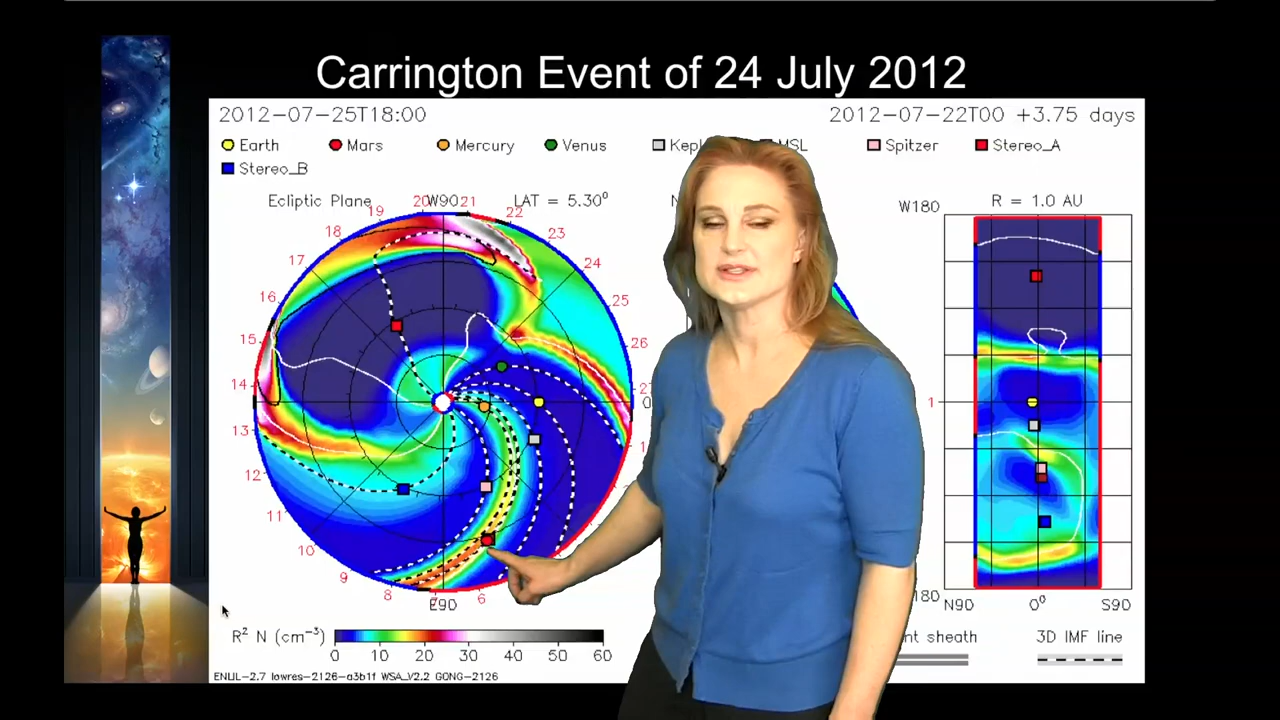 Carrington Event of 24 July 2012
2012-07-25T18:00
2012-07-22T00 +3.75 days
Earth Mars Mercury Venus Spitzer Stereo_A
Stereo_B
Ecliptic Plane W90 LAT = 5.30⁰
R = 1.0 AU
W180
20 21
19 22
18 23
17 24
16 25
15 26
14
0
1
13
12
11
10
9
8 6
E90
N90 0⁰ S90
R² N (cm⁻³)
0 10 20 30 40 50 60
sheath
3D IMF line
ENLIL-2.7 lowres-2126-a3b1f WSA_V2.2 GONG-2126